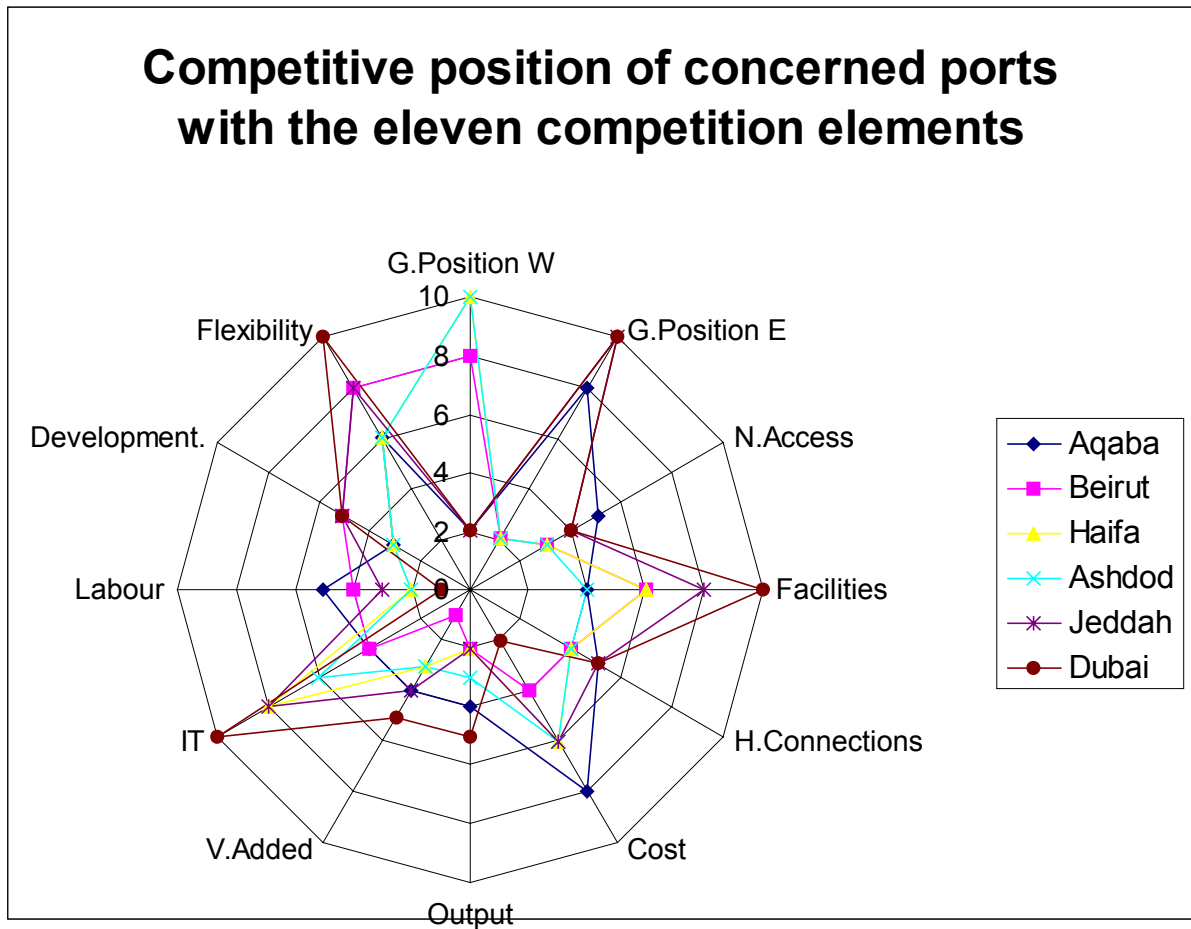 Competitive position of concerned ports
with the eleven competition elements
G.Position W
10
Flexibility
G.Position E
8
6
Development.
N.Access
4
2
Labour
0
Facilities
IT
H.Connections
V.Added
Cost
Output
Aqaba
Beirut
Haifa
Ashdod
Jeddah
Dubai